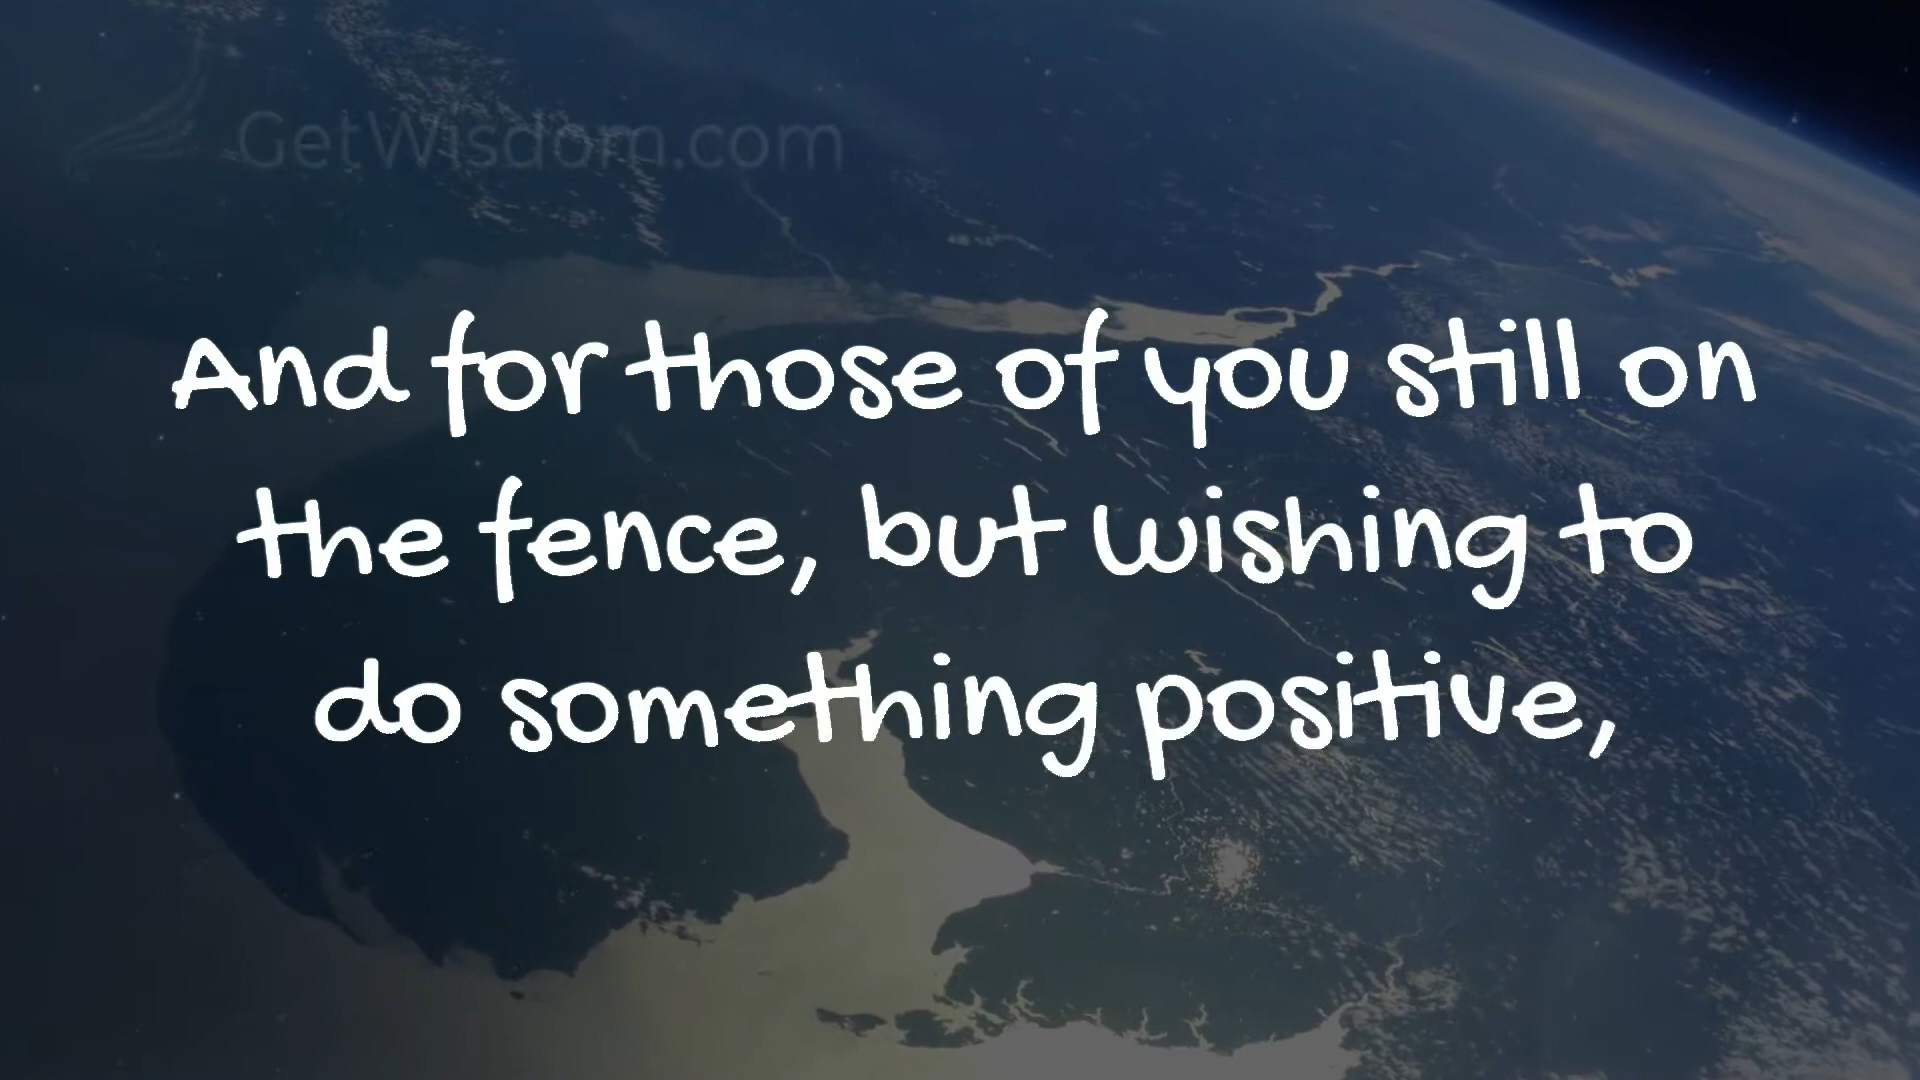 GetWisdom.com
And for those of you still on
the fence, but wishing to
do something positive,